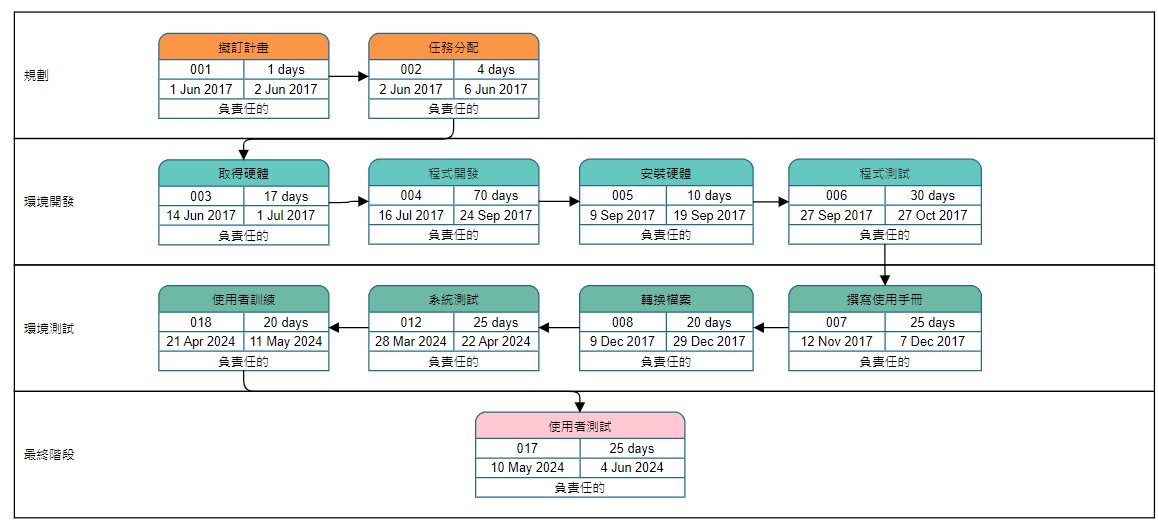 規劃
擬訂計畫
001 1 days
1 Jun 2017 2 Jun 2017
負責任的
任務分配
002 4 days
2 Jun 2017 6 Jun 2017
負責任的
環境開發
取得硬體
003 17 days
14 Jun 2017 1 Jul 2017
負責任的
程式開發
004 70 days
16 Jul 2017 24 Sep 2017
負責任的
安裝硬體
005 10 days
9 Sep 2017 19 Sep 2017
負責任的
程式測試
006 30 days
27 Sep 2017 27 Oct 2017
負責任的
環境測試
使用者訓練
018 20 days
21 Apr 2024 11 May 2024
負責任的
系統測試
012 25 days
28 Mar 2024 22 Apr 2024
負責任的
轉換檔案
008 20 days
9 Dec 2017 29 Dec 2017
負責任的
撰寫使用手冊
007 25 days
12 Nov 2017 7 Dec 2017
負責任的
最終階段
使用者測試
017 25 days
10 May 2024 4 Jun 2024
負責任的